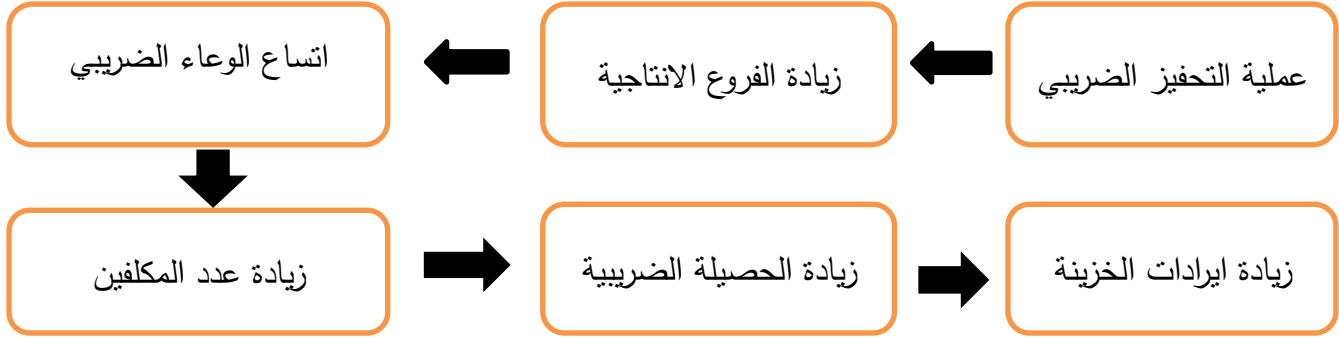 عملية التحفيز الضريبي
زيادة الفروع الانتاجية
اتساع الوعاء الضريبي
زيادة عدد المكلفين
زيادة الحصيلة الضريبية
زيادة ايرادات الخزينة